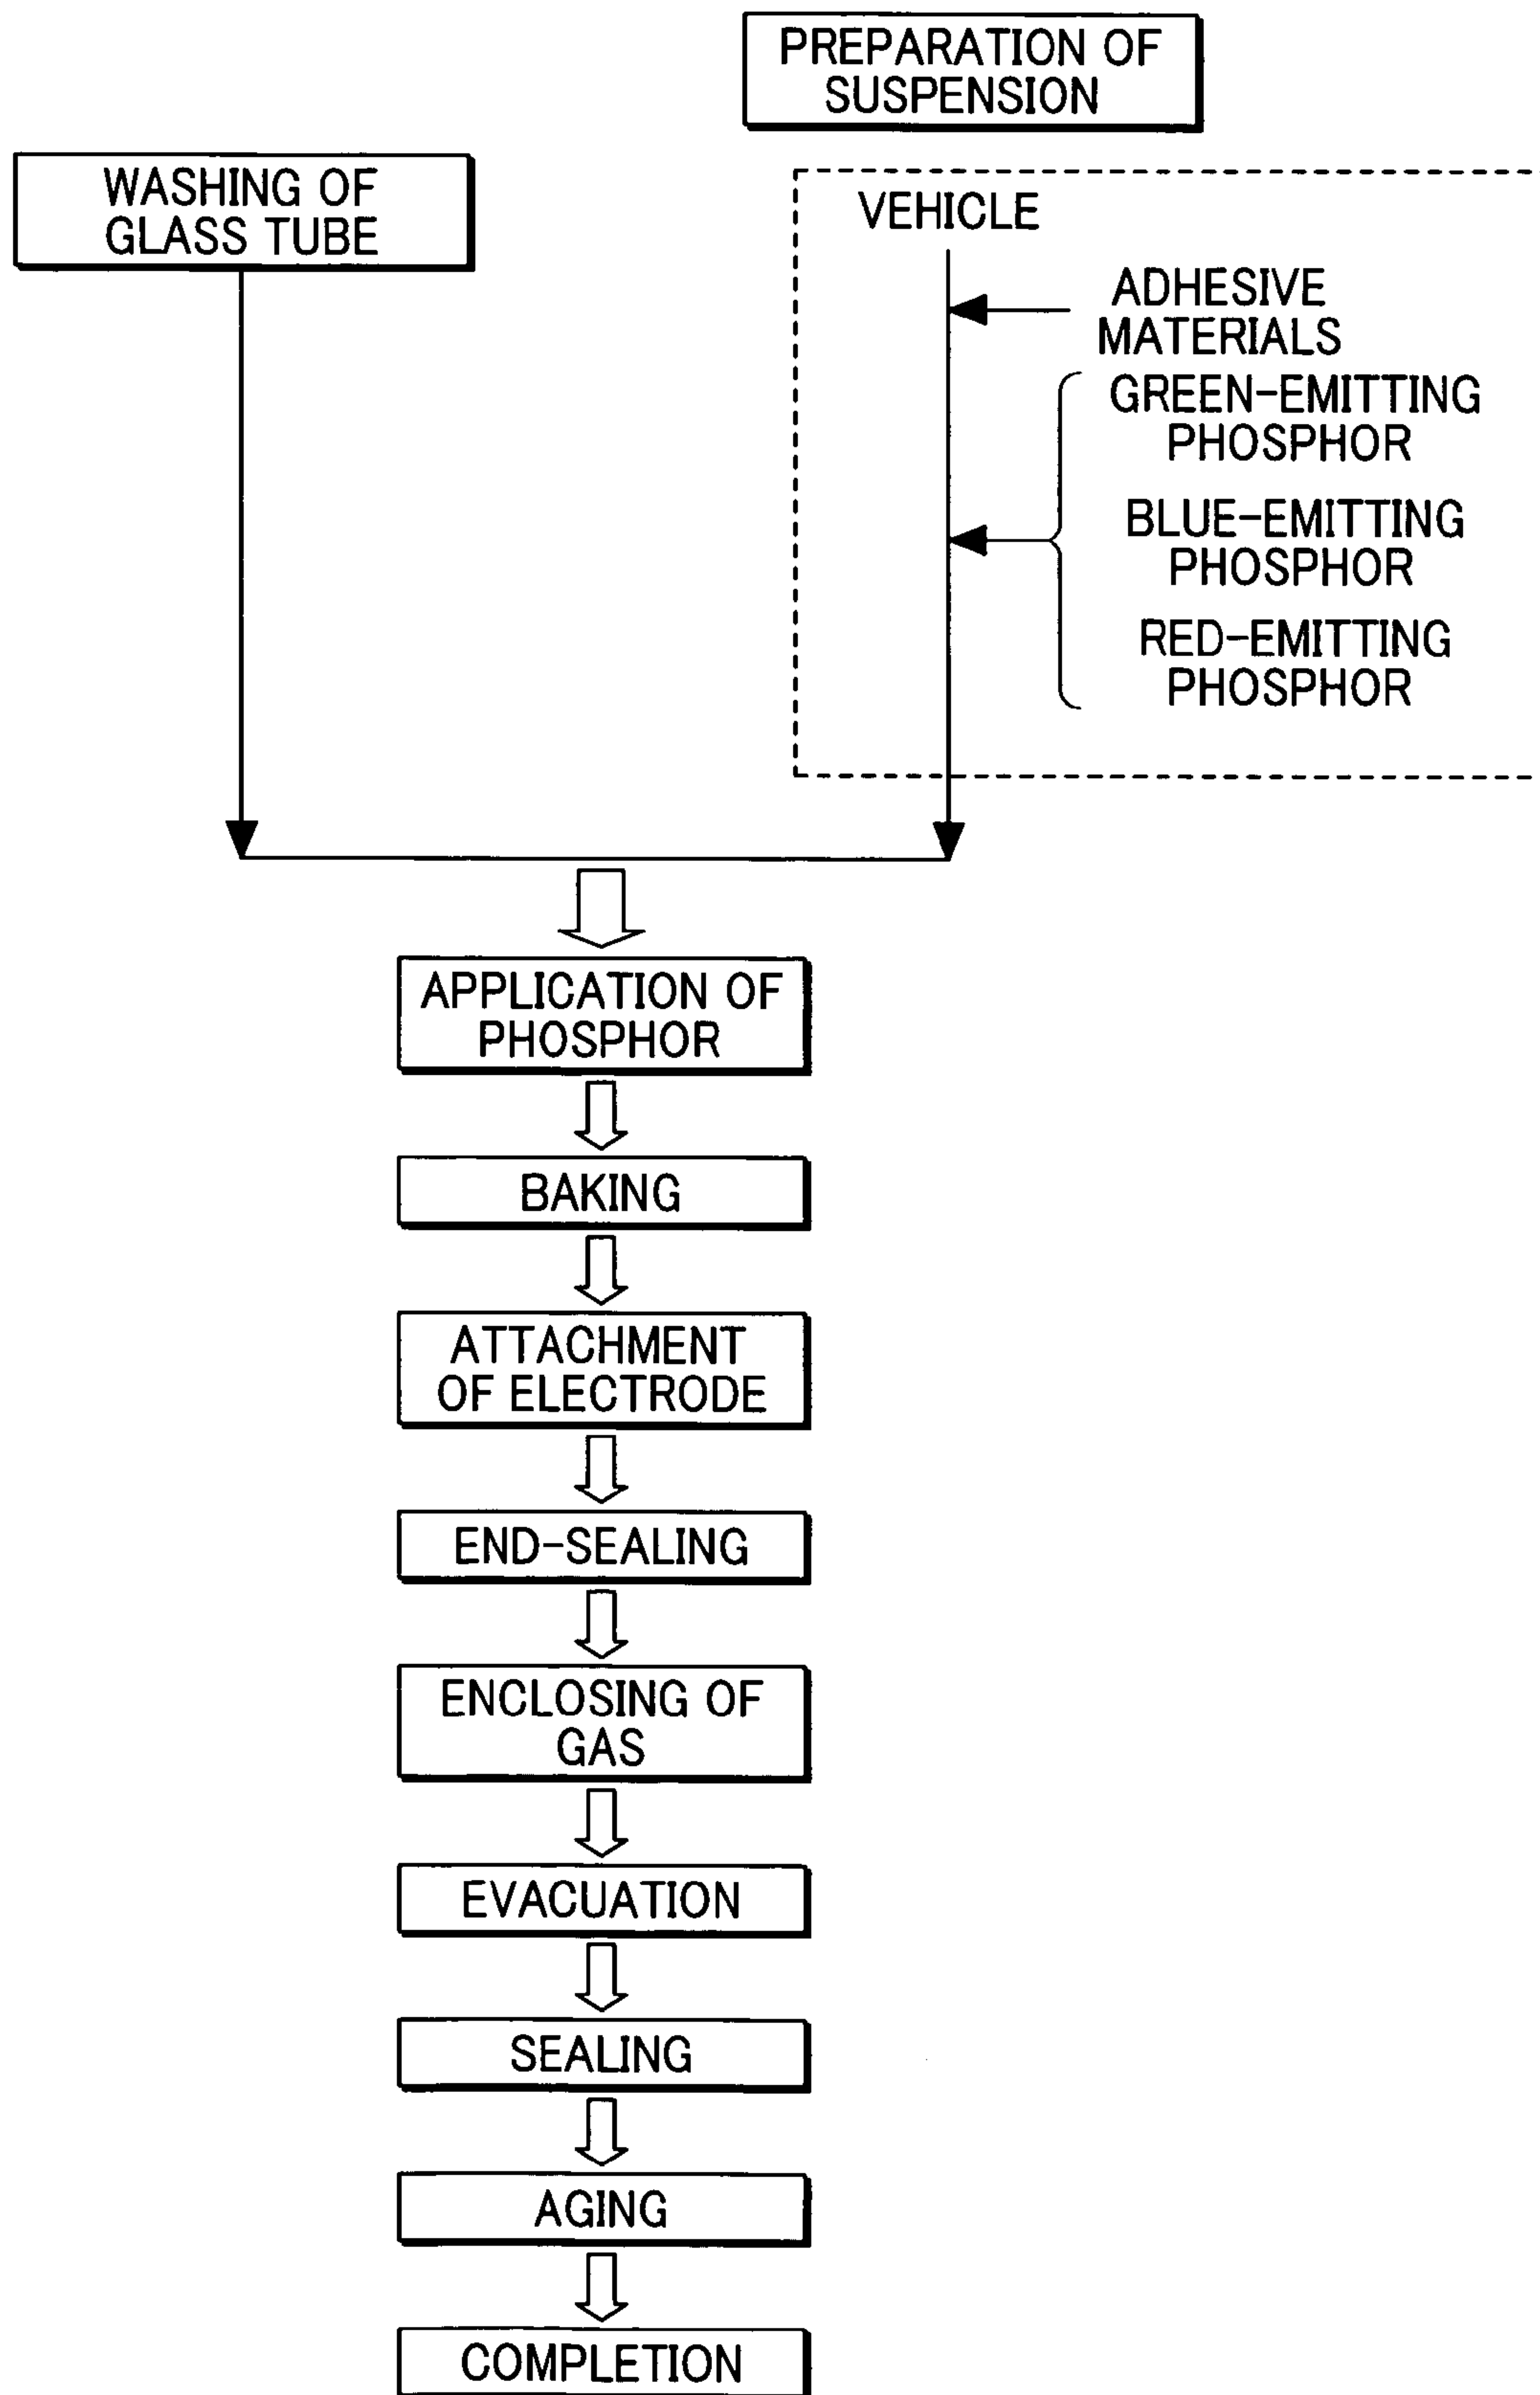 PREPARATION OF
SUSPENSION
WASHING OF
GLASS TUBE
VEHICLE
ADHESIVE
MATERIALS
GREEN-EMITTING
PHOSPHOR
BLUE-EMITTING
PHOSPHOR
RED-EMITTING
PHOSPHOR
APPLICATION OF
PHOSPHOR
BAKING
ATTACHMENT
OF ELECTRODE
END-SEALING
ENCLOSING OF
GAS
EVACUATION
SEALING
AGING
COMPLETION